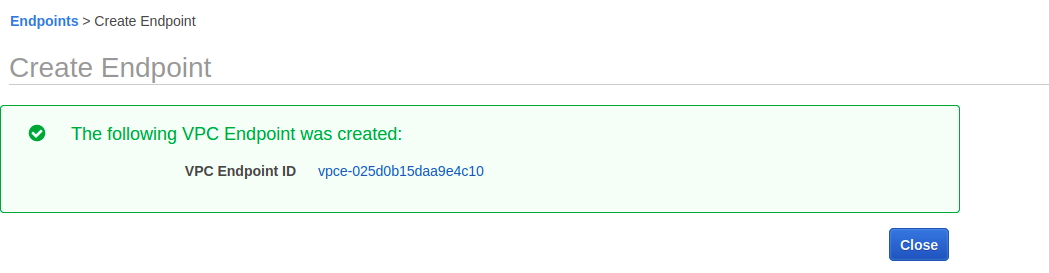 Endpoints > Create Endpoint
Create Endpoint
The following VPC Endpoint was created:
VPC Endpoint ID vpce-025d0b15daa9e4c10
Close